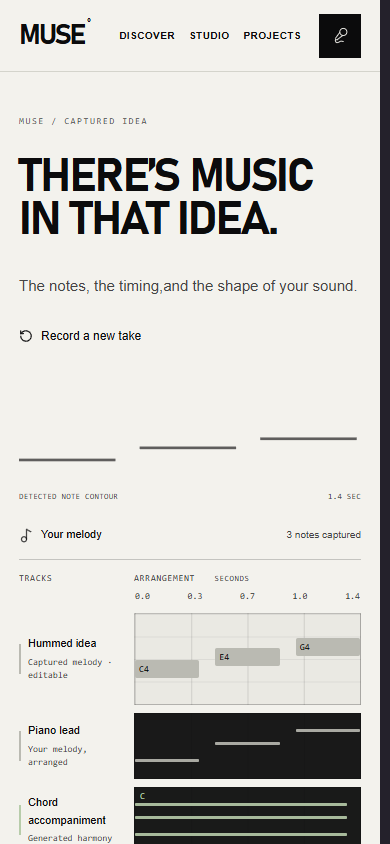 MUSE°
DISCOVER STUDIO PROJECTS
MUSE / CAPTURED IDEA
THERE'S MUSIC
IN THAT IDEA.
The notes, the timing,and the shape of your sound.
Record a new take
DETECTED NOTE CONTOUR 1.4 SEC
Your melody 3 notes captured
TRACKS ARRANGEMENT SECONDS
0.0 0.3 0.7 1.0 1.4
Hummed idea
Captured melody ·
editable
C4 E4 G4
Piano lead
Your melody,
arranged
Chord
accompaniment
Generated harmony
C